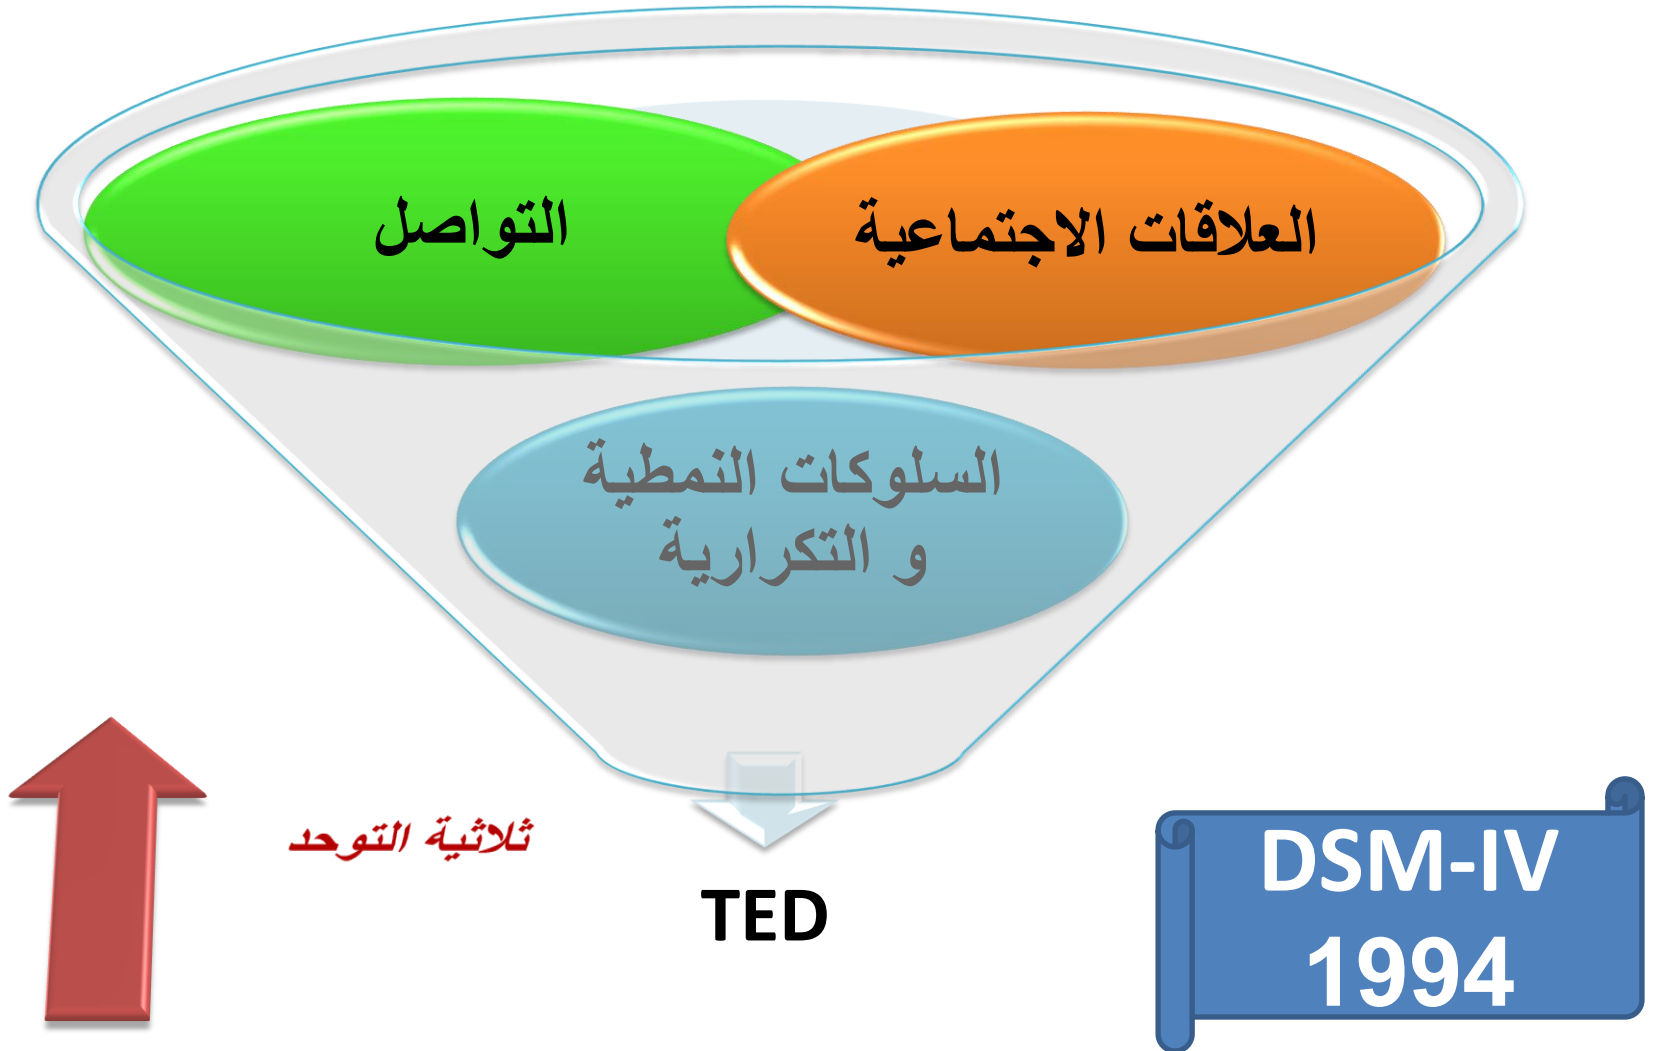 العلاقات الاجتماعية
التواصل
السلوكات النمطية
و التكرارية
ثلاثية التوحد
TED
DSM-IV
1994